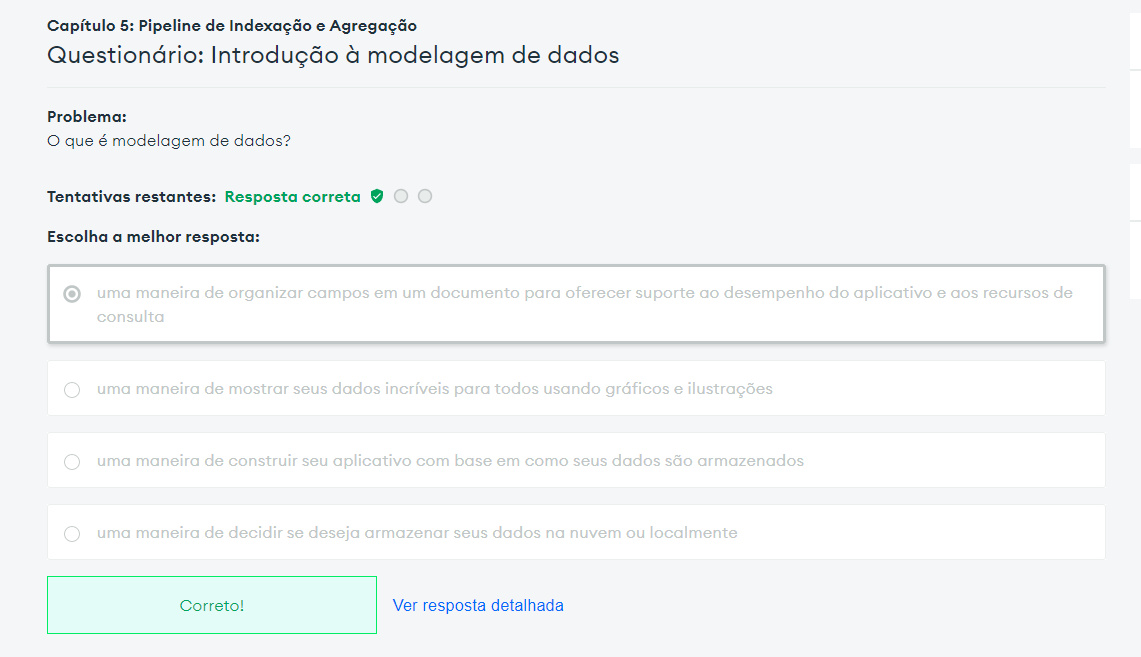 Capítulo 5: Pipeline de Indexação e Agregação
Questionário: Introdução à modelagem de dados
Problema:
O que é modelagem de dados?
Tentativas restantes: Resposta correta
Escolha a melhor resposta:
uma maneira de organizar campos em um documento para oferecer suporte ao desempenho do aplicativo e aos recursos de
consulta
uma maneira de mostrar seus dados incríveis para todos usando gráficos e ilustrações
uma maneira de construir seu aplicativo com base em como seus dados são armazenados
uma maneira de decidir se deseja armazenar seus dados na nuvem ou localmente
Correto! Ver resposta detalhada